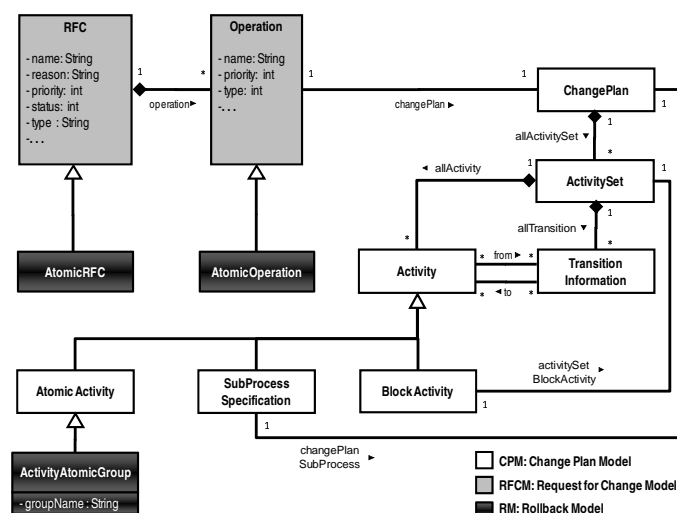 RFC
- name: String
- reason: String
- priority: int
- status: int
- type : String
-. . .
1
operation►
*
Operation
- name: String
- priority: int
- type: int
-. . .
1
changePlan ►
1
ChangePlan
1
1
allActivitySet▼
*
◄ allActivity
1
ActivitySet
1
1
allTransition▼
*
AtomicRFC
AtomicOperation
*
Activity
*
from ►
*
*
◄ to
*
Transition
Information
Atomic Activity
SubProcess
Specification
1
BlockActivity
1
activitySet ►
BlockActivity
changePlan ►
SubProcess
ActivityAtomicGroup
- groupName : String
CPM: Change Plan Model
RFCM: Request for Change Model
RM: Rollback Model